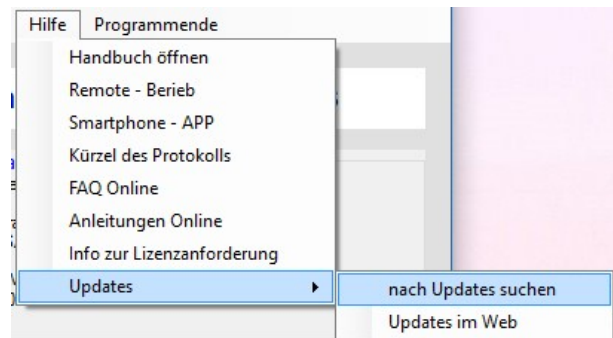 Hilfe Programmende
Handbuch öffnen
Remote - Berieb
Smartphone - APP
Kürzel des Protokolls
FAQ Online
Anleitungen Online
Info zur Lizenzanforderung
Updates
nach Updates suchen
Updates im Web